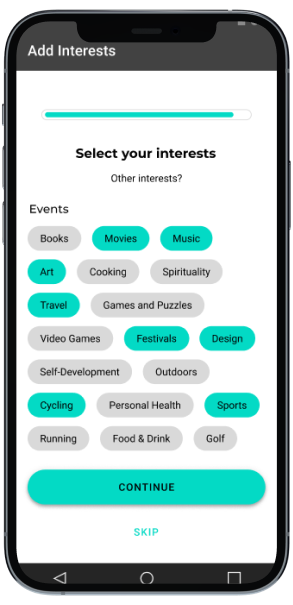 Add Interests
Select your interests
Other interests?
Events
Books Movies Music
Art Cooking Spirituality
Travel Games and Puzzles
Video Games Festivals Design
Self-Development Outdoors
Cycling Personal Health Sports
Running Food & Drink Golf
CONTINUE
SKIP